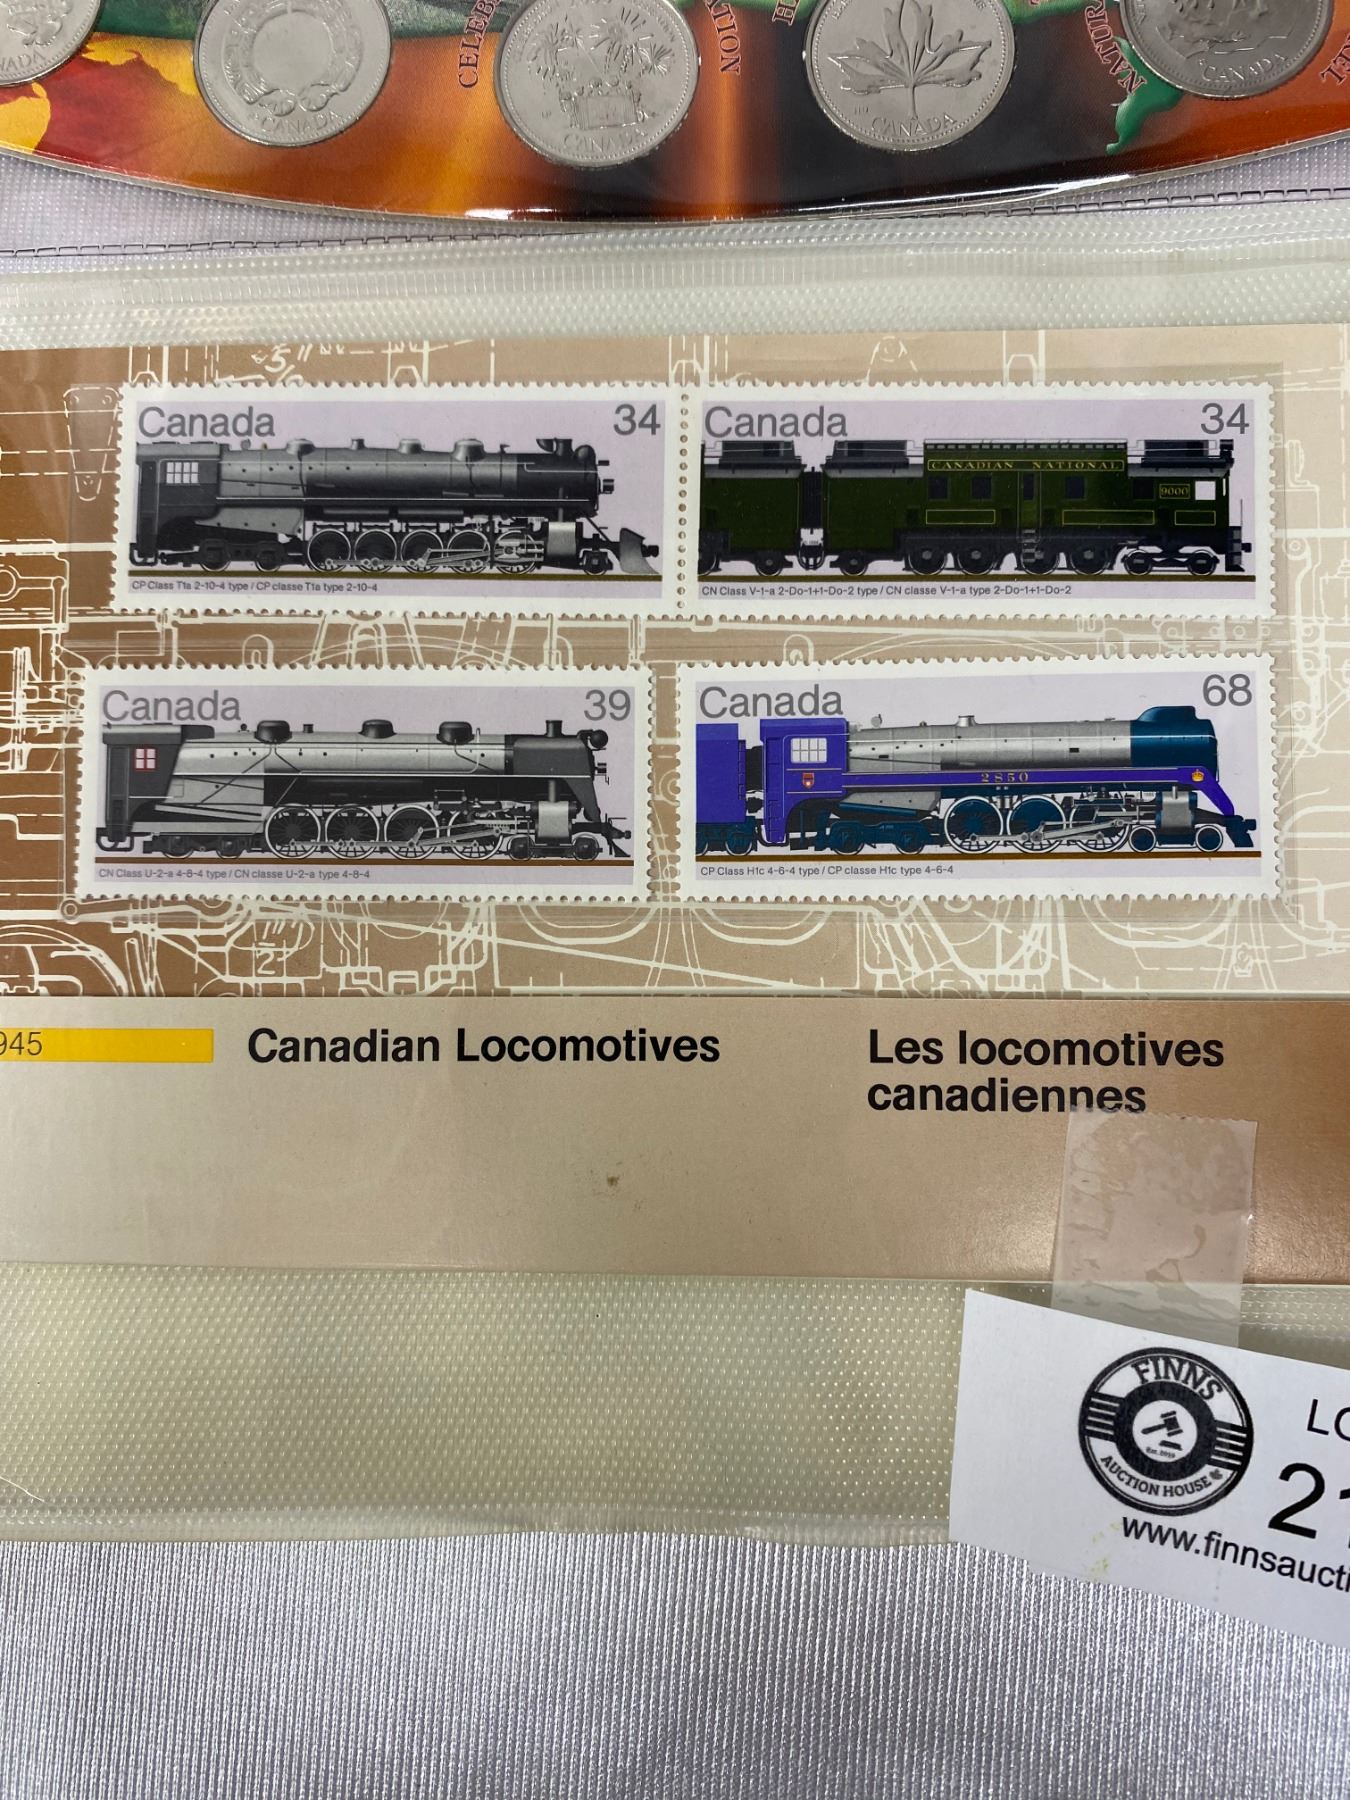 CANADA
CANADA
CANADA
CANADA
CANADA
Canada 34
CP Class T1a 2-10-4 type / CP classe T1a type 2-10-4
Canada 34
CANADIAN NATIONAL
9000
CN Class V-1-a 2-Do-1+1-Do-2 type / CN classe V-1-a type 2-Do-1+1-Do-2
Canada 39
CN Class U-2-a 4-8-4 type / CN classe U-2-a type 4-8-4
Canada 68
2850
CP Class H1c 4-6-4 type / CP classe H1c type 4-6-4
945
Canadian Locomotives
Les locomotives
canadiennes
FINNS
Est. 2019
AUCTION HOUSE
www.finnsaucti
LO
21